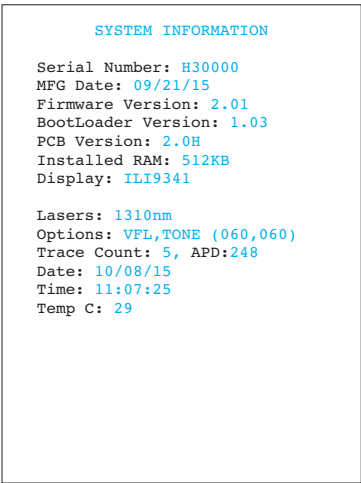 SYSTEM INFORMATION
Serial Number: H30000
MFG Date: 09/21/15
Firmware Version: 2.01
BootLoader Version: 1.03
PCB Version: 2.0H
Installed RAM: 512KB
Display: ILI9341
Lasers: 1310nm
Options: VFL,TONE (060,060)
Trace Count: 5, APD:248
Date: 10/08/15
Time: 11:07:25
Temp C: 29